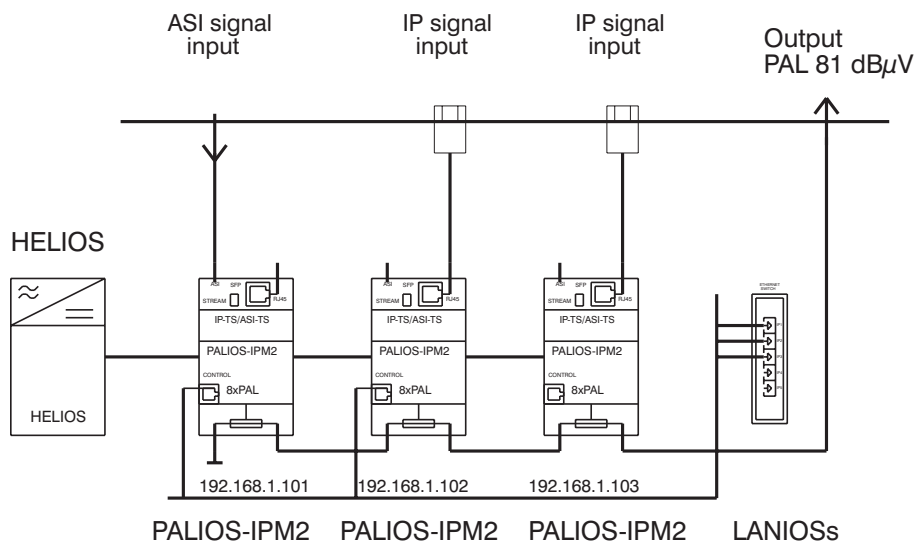 ASI signal
input
IP signal
input
IP signal
input
Output
PAL 81 dBµV
HELIOS
HELIOS
ASI
SFP
STREAM
RJ45
IP-TS/ASI-TS
PALIOS-IPM2
CONTROL
8xPAL
ASI
SFP
STREAM
RJ45
IP-TS/ASI-TS
PALIOS-IPM2
CONTROL
8xPAL
ASI
SFP
STREAM
RJ45
IP-TS/ASI-TS
PALIOS-IPM2
CONTROL
8xPAL
ETHERNET
SWITCH
192.168.1.101
192.168.1.102
192.168.1.103
PALIOS-IPM2
PALIOS-IPM2
PALIOS-IPM2
LANIOSs